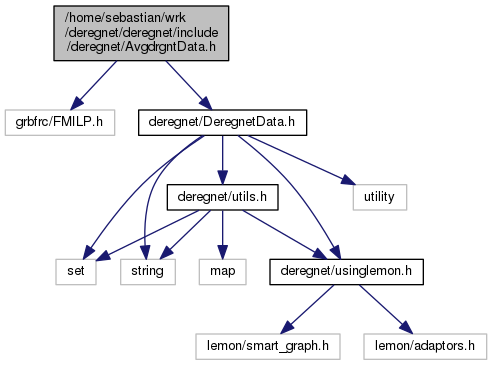 /home/sebastian/wrk
/deregnet/deregnet/include
/deregnet/AvgdrgntData.h
grbfrc/FMILP.h
deregnet/DeregnetData.h
deregnet/utils.h
utility
set
string
map
deregnet/usinglemon.h
lemon/smart_graph.h
lemon/adaptors.h